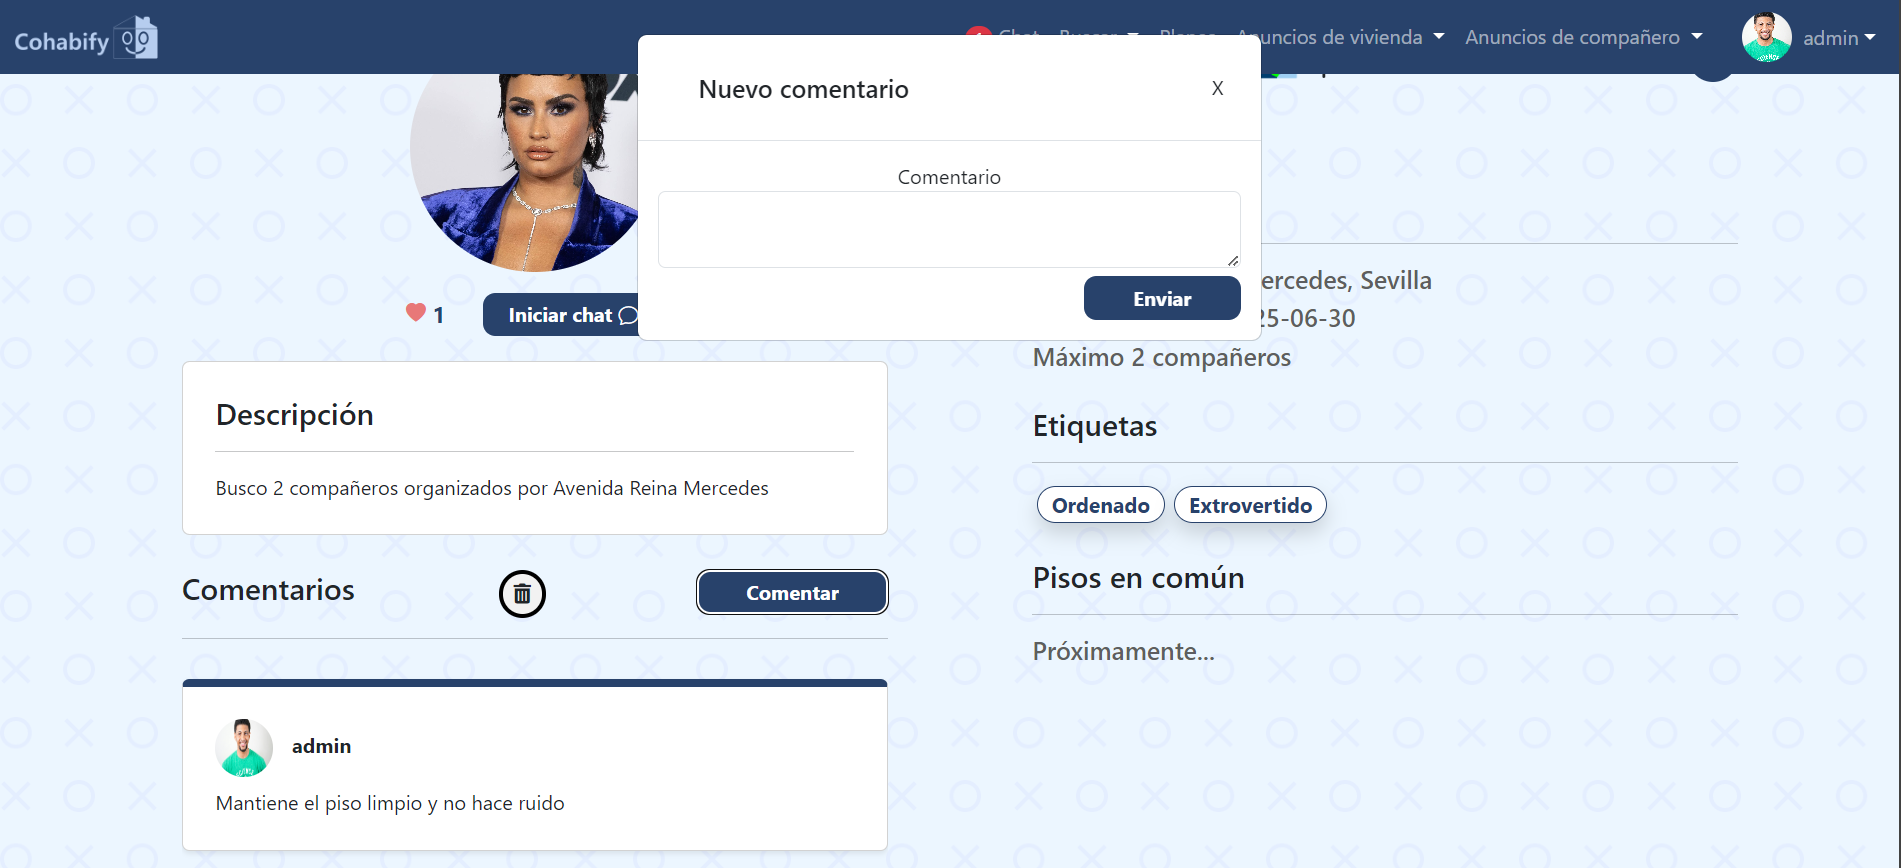 Cohabify
Chat Buscar Planes Anuncios de vivienda Anuncios de compañero admin
Nuevo comentario X
Comentario
Enviar
ercedes, Sevilla
25-06-30
Máximo 2 compañeros
1 Iniciar chat
Descripción
Busco 2 compañeros organizados por Avenida Reina Mercedes
Comentarios Comentar
admin
Mantiene el piso limpio y no hace ruido
Etiquetas
Ordenado Extrovertido
Pisos en común
Próximamente...